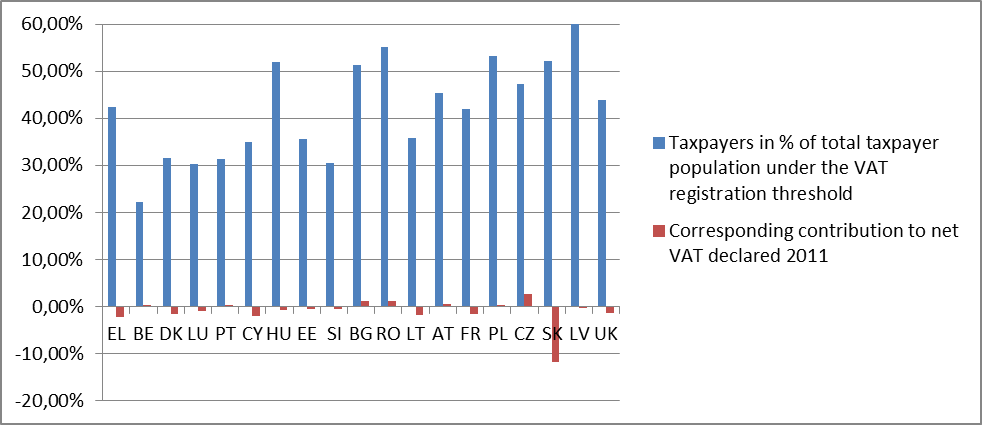 60,00%
50,00%
40,00%
30,00%
20,00%
10,00%
0,00%
-10,00%
-20,00%
EL BE DK LU PT CY HU EE SI BG RO LT AT FR PL CZ SK LV UK
Taxpayers in % of total taxpayer
population under the VAT
registration threshold
Corresponding contribution to net
VAT declared 2011